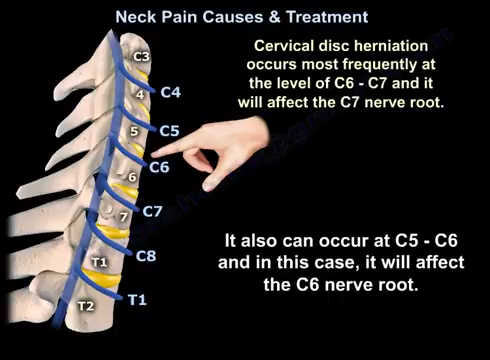 Neck Pain Causes & Treatment
Cervical disc herniation
occurs most frequently at
the level of C6 - C7 and it
will affect the C7 nerve root.
C3
C4
4
C5
5
C6
6
C7
7
C8
T1
T1
T2
It also can occur at C5 - C6
and in this case, it will affect
the C6 nerve root.